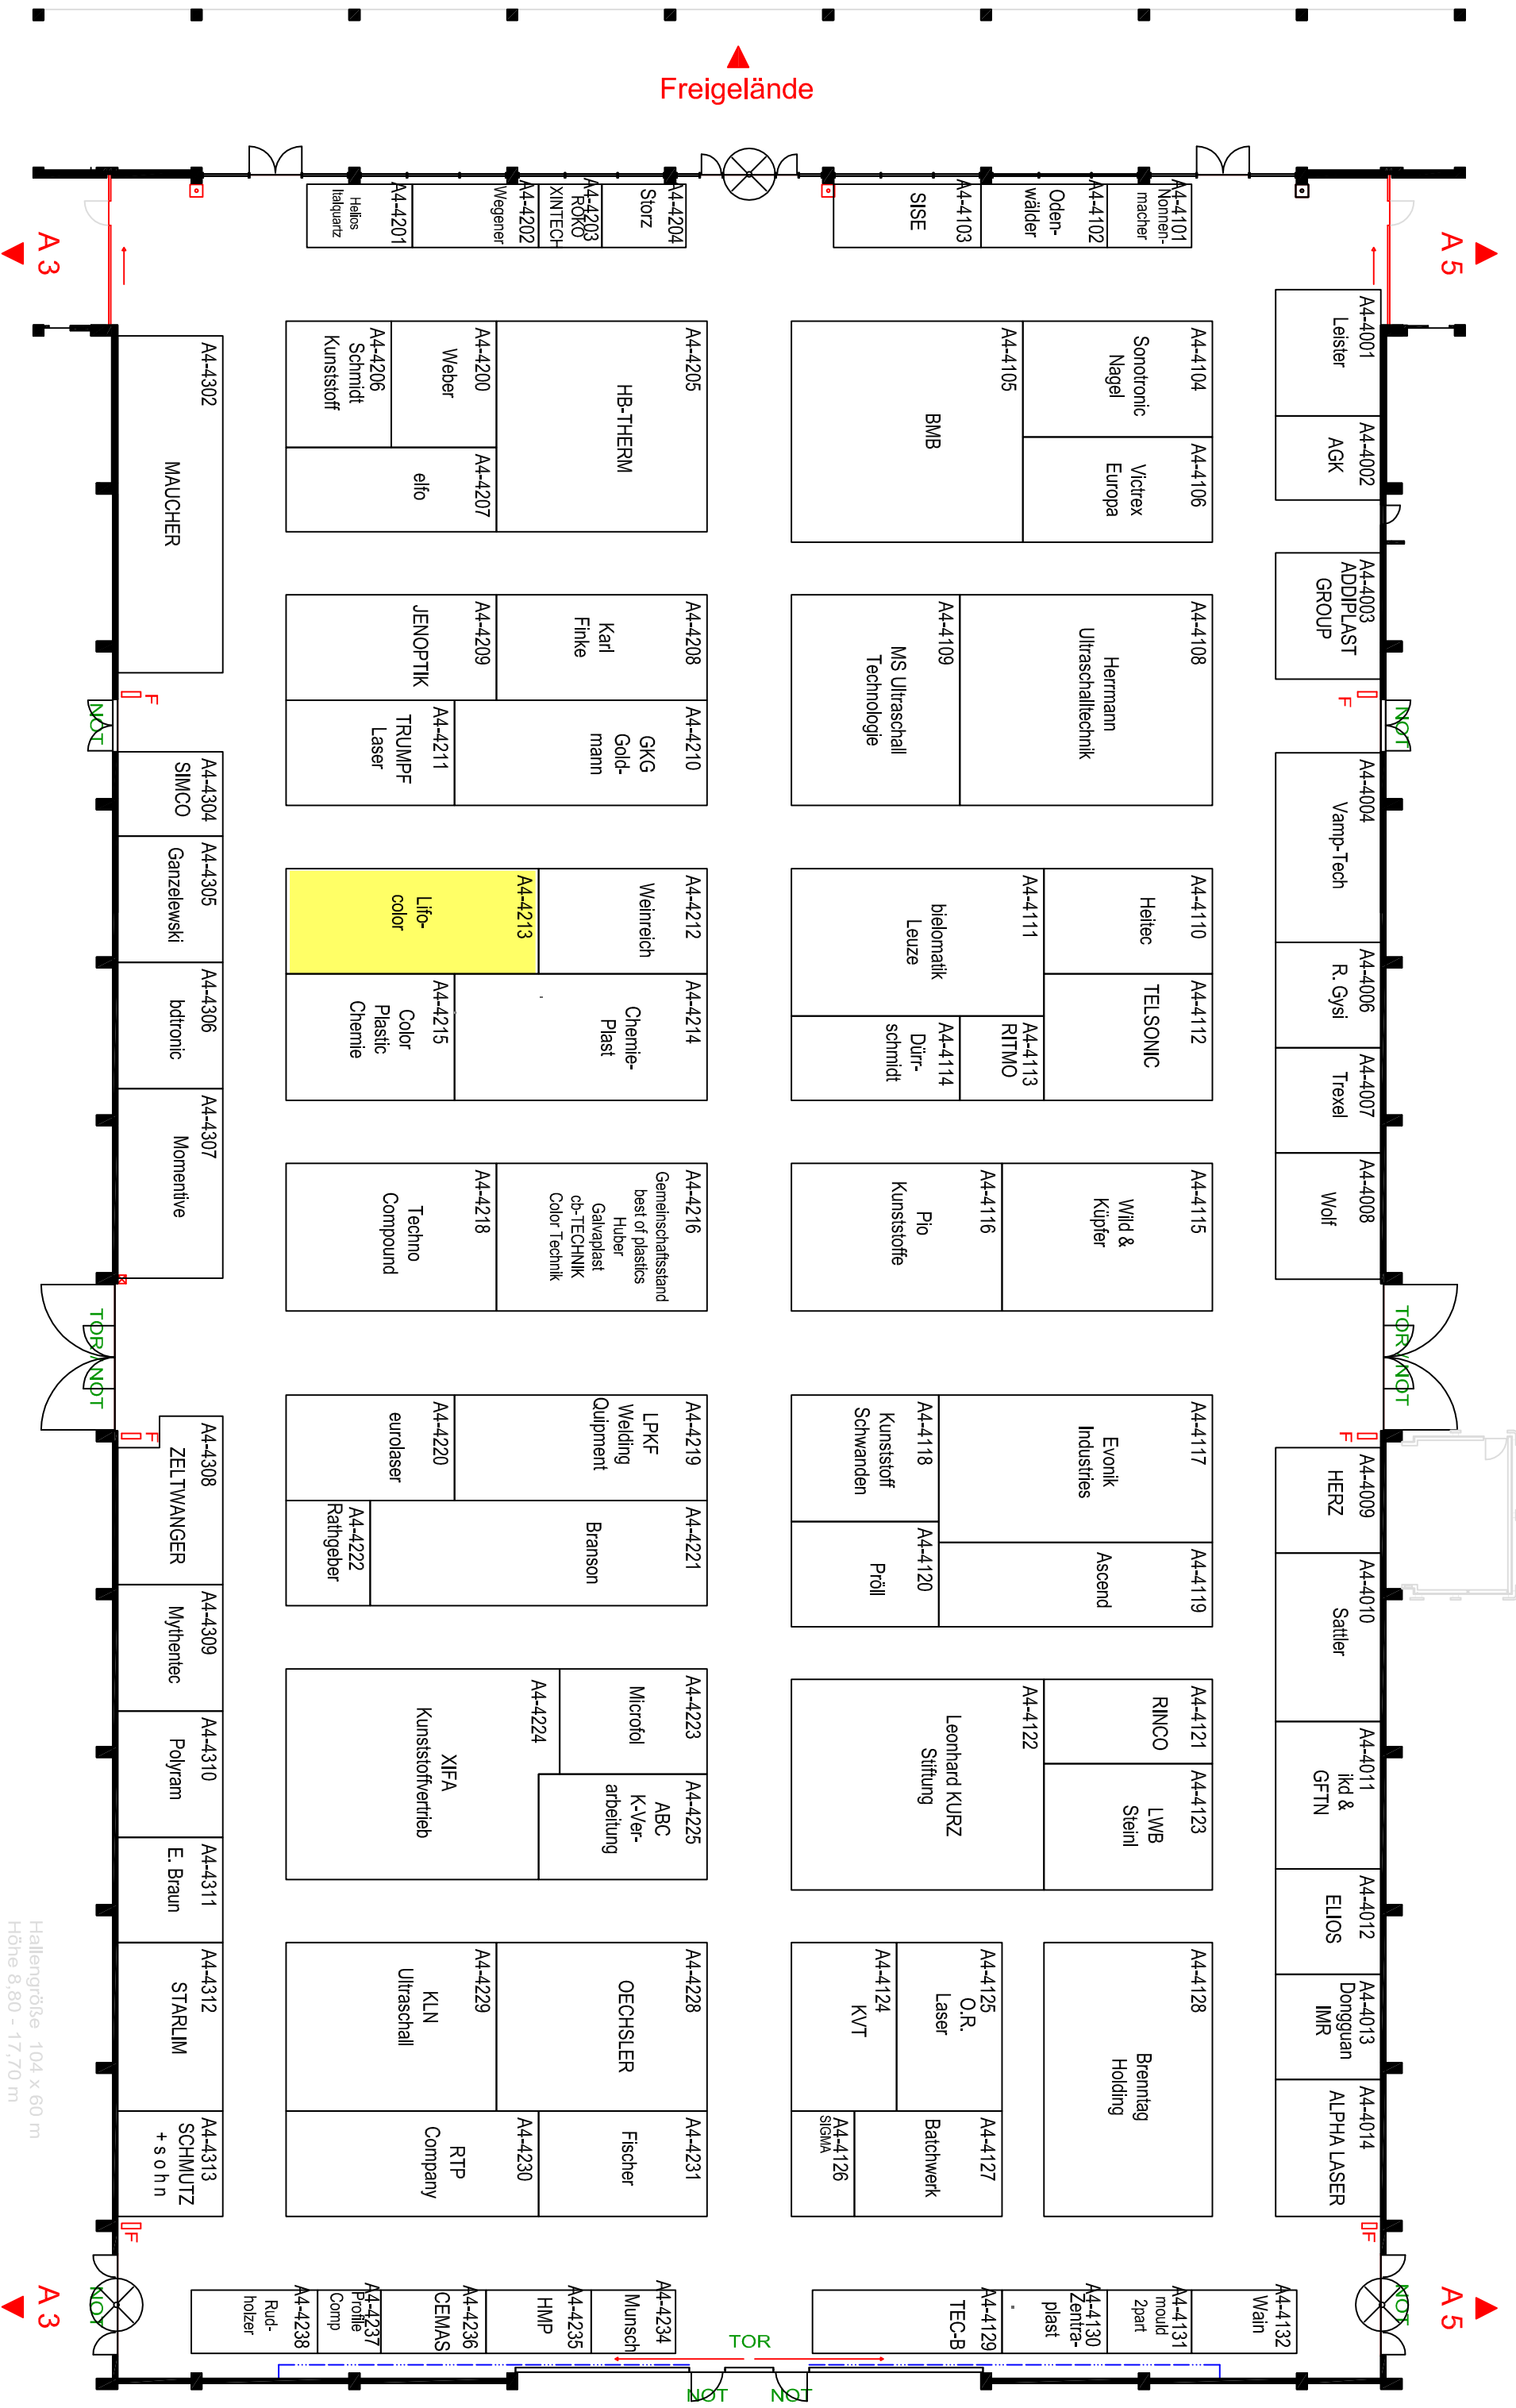 Freigelände
A 3
A 5
A4-4201
Helios
Italquartz
A4-4202
Wegener
A4-4203
ROKO
XINTECH
A4-4204
Storz
A4-4103
SISE
A4-4102
Oden-
wälder
A4-4101
Nonnen-
macher
A4-4001
Leister
A4-4002
AGK
A4-4003
ADDIPLAST
GROUP
F
NOT
A4-4004
Vamp-Tech
A4-4006
R. Gysi
A4-4007
Trexel
A4-4008
Wolf
TOR / NOT
F
A4-4009
HERZ
A4-4010
Sattler
A4-4011
ikd &
GFTN
A4-4012
ELIOS
A4-4013
Dongguan
IMR
A4-4014
ALPHA LASER
F
NOT
A 5
A4-4104
Sonotronic
Nagel
A4-4105
BMB
A4-4106
Victrex
Europa
A4-4108
Herrmann
Ultraschalltechnik
A4-4109
MS Ultraschall
Technologie
A4-4110
Heitec
A4-4111
bielomatik
Leuze
A4-4112
TELSONIC
A4-4113
RITMO
A4-4114
Dürr-
schmidt
A4-4115
Wild &
Küpfer
A4-4116
Pio
Kunststoffe
A4-4117
Evonik
Industries
A4-4118
Kunststoff
Schwanden
A4-4119
Ascend
A4-4120
Pröll
A4-4121
RINCO
A4-4122
Leonhard KURZ
Stiftung
A4-4123
LWB
Steinl
A4-4128
Brenntag
Holding
A4-4125
O.R.
Laser
A4-4124
KVT
A4-4127
Batchwerk
A4-4126
SIGMA
A4-4205
HB-THERM
A4-4200
Weber
A4-4206
Schmidt
Kunststoff
A4-4207
elfo
A4-4208
Karl
Finke
A4-4209
JENOPTIK
A4-4210
GKG
Gold-
mann
A4-4211
TRUMPF
Laser
A4-4212
Weinreich
A4-4213
Lifo-
color
A4-4214
Chemie-
Plast
A4-4215
Color
Plastic
Chemie
A4-4216
Gemeinschaftsstand
best of plastics
Huber
Galvaplast
cb-TECHNIK
Color Technik
A4-4218
Techno
Compound
A4-4219
LPKF
Welding
Quipment
A4-4220
eurolaser
A4-4221
Branson
A4-4222
Rathgeber
A4-4223
Microfol
A4-4224
XIFA
Kunststoffvertrieb
A4-4225
ABC
K-Ver-
arbeitung
A4-4228
OECHSLER
A4-4229
KLN
Ultraschall
A4-4231
Fischer
A4-4230
RTP
Company
A4-4302
MAUCHER
F
NOT
A4-4304
SIMCO
A4-4305
Ganzelewski
A4-4306
bdtronic
A4-4307
Momentive
TOR / NOT
F
A4-4308
ZELTWANGER
A4-4309
Mythentec
A4-4310
Polyram
A4-4311
E. Braun
A4-4312
STARLIM
A4-4313
SCHMUTZ
+ s o h n
F
NOT
A 3
Hallengröße 104 x 60 m
Höhe 8,80 - 17,70 m
A4-4238
Rud-
holzer
A4-4237
Profile
Comp
A4-4236
CEMAS
A4-4235
HMP
A4-4234
Munsch
TOR
NOT
NOT
A4-4129
TEC-B
A4-4130
Zentra-
plast
A4-4131
mould
2part
A4-4132
Wain